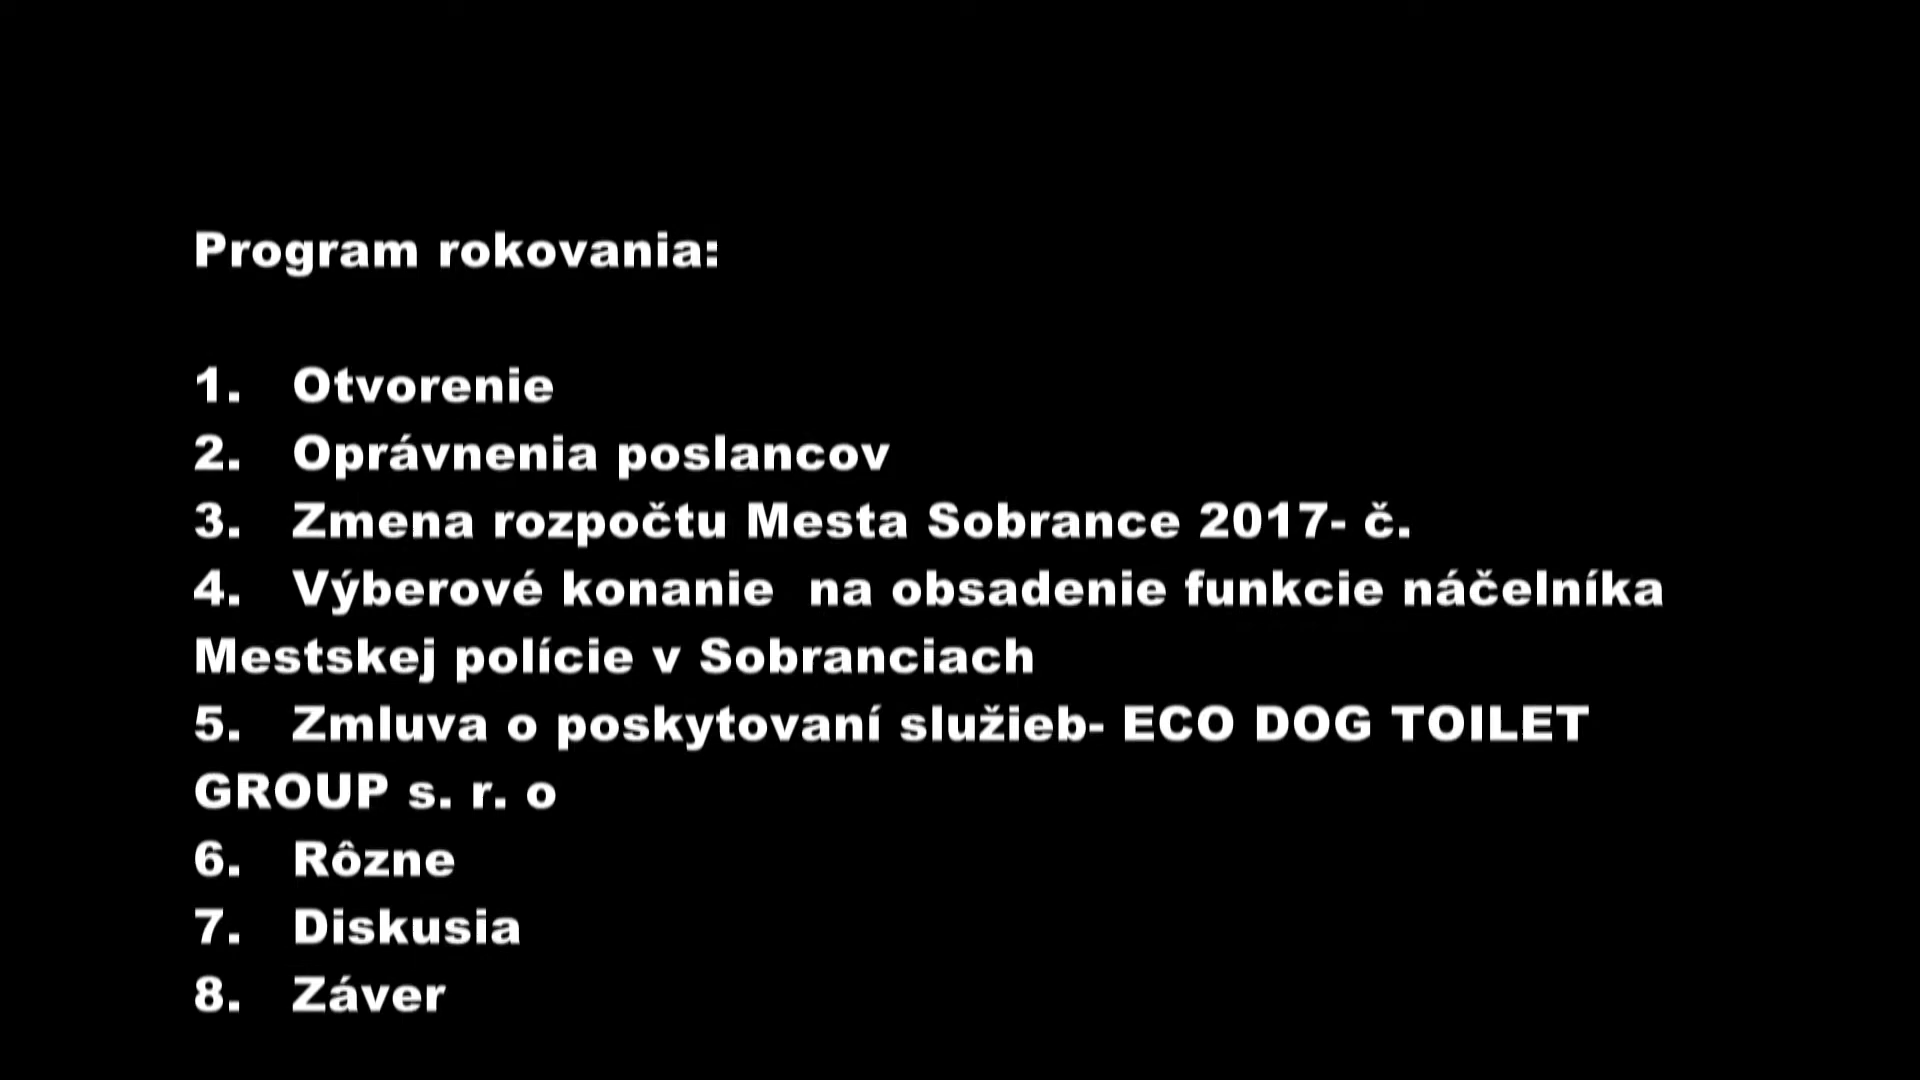 Program rokovania:
1. Otvorenie
2. Oprávnenia poslancov
3. Zmena rozpočtu Mesta Sobrance 2017- č.
4. Výberové konanie  na obsadenie funkcie náčelníka
Mestskej polície v Sobranciach
5. Zmluva o poskytovaní služieb- ECO DOG TOILET
GROUP s. r. o
6. Rôzne
7. Diskusia
8. Záver